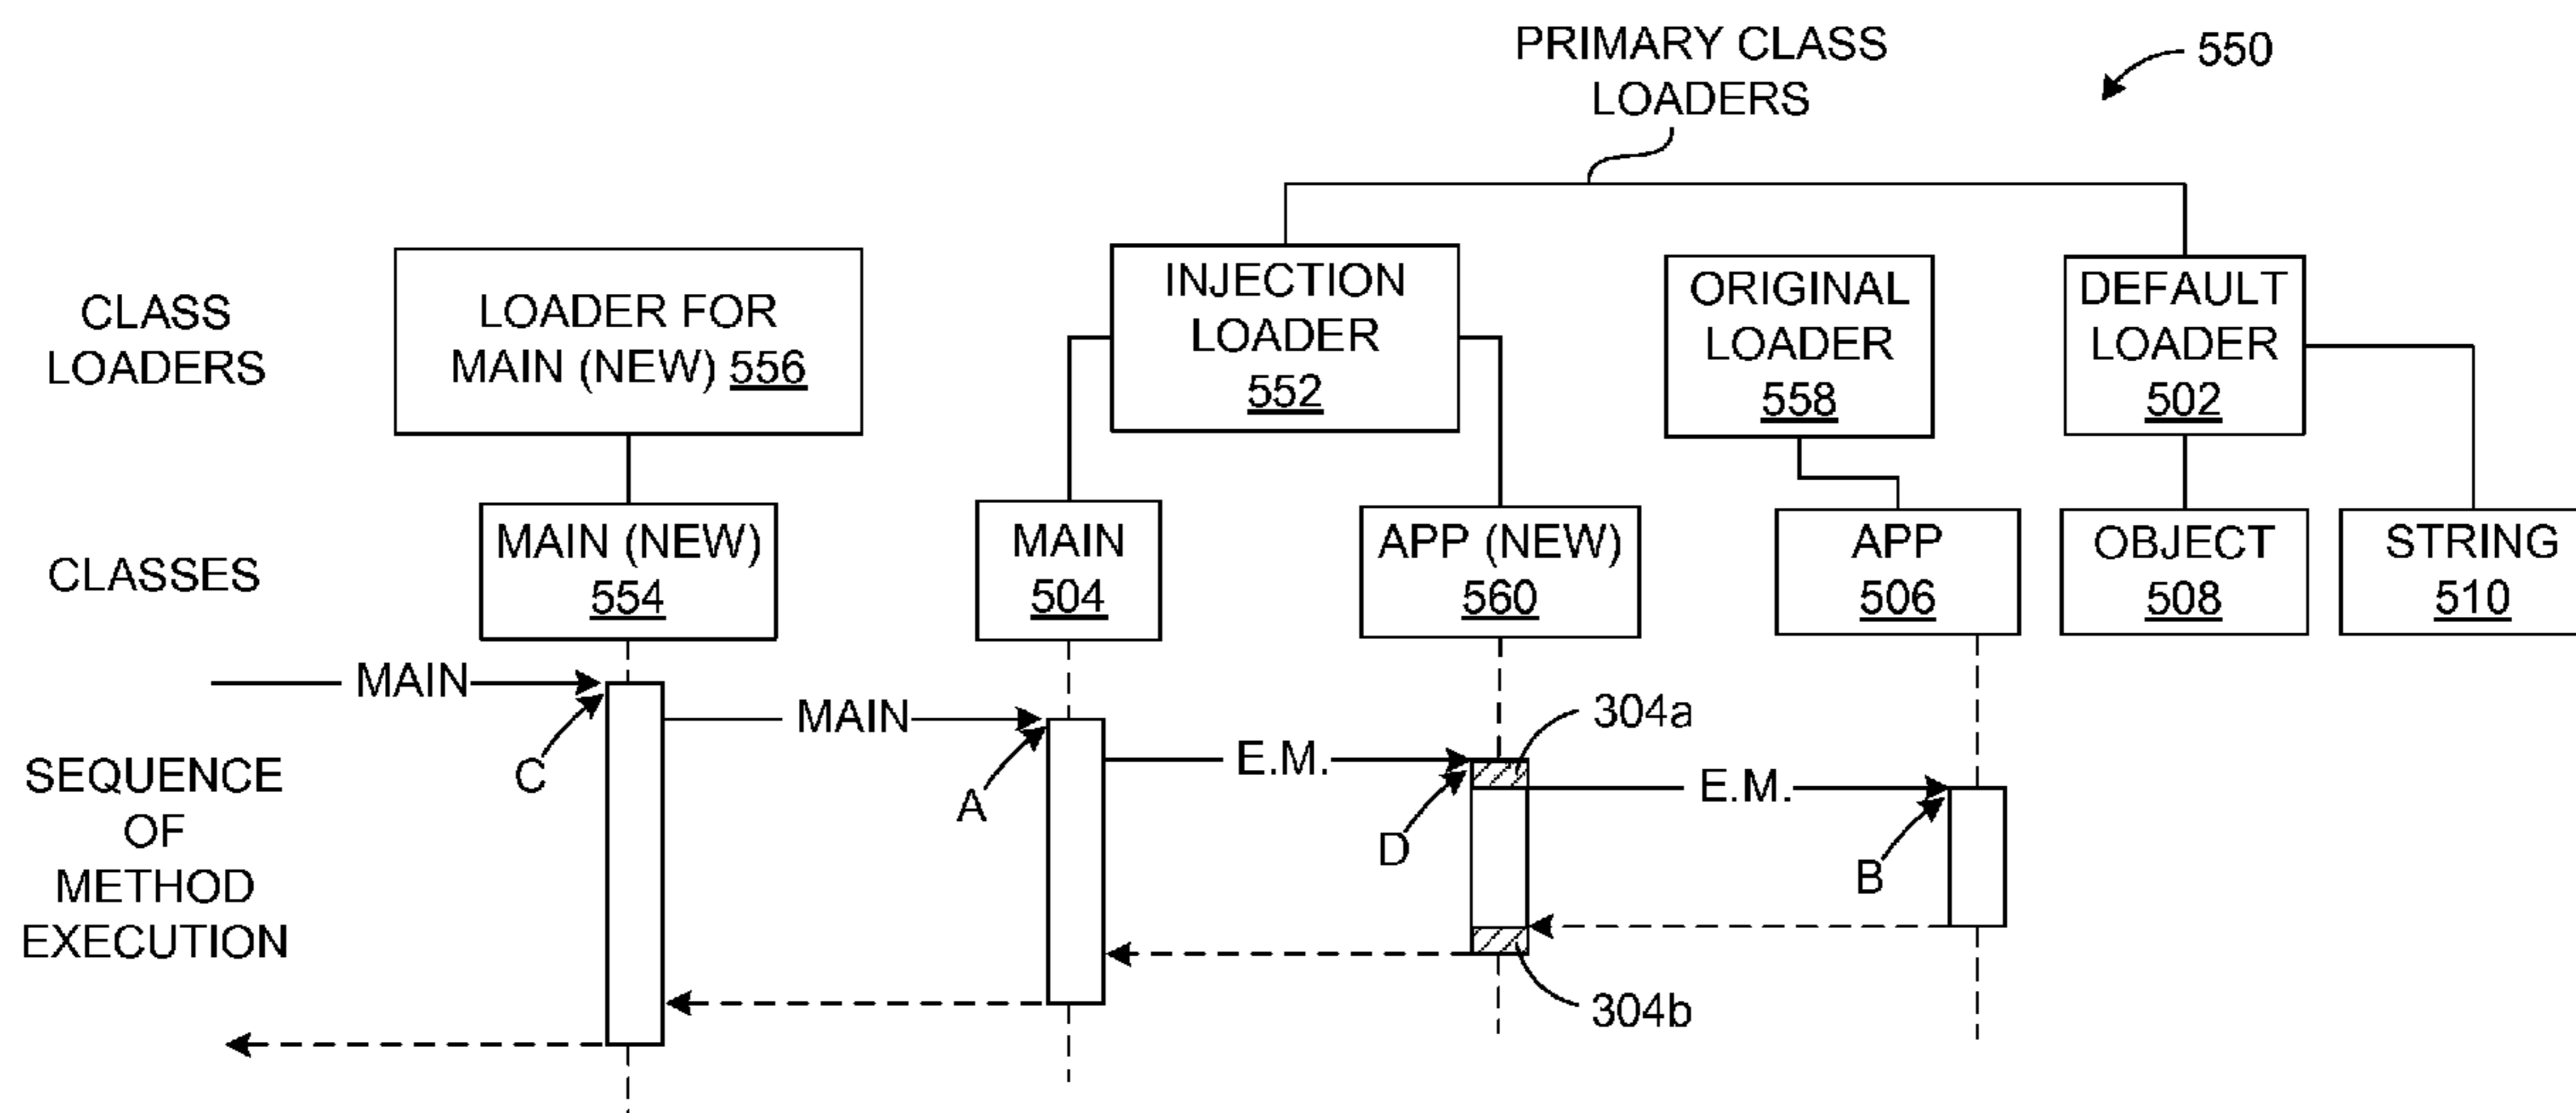 PRIMARY CLASS
LOADERS
550
CLASS
LOADERS
LOADER FOR
MAIN (NEW) 556
INJECTION
LOADER
552
ORIGINAL
LOADER
558
DEFAULT
LOADER
502
CLASSES
MAIN (NEW)
554
MAIN
504
APP (NEW)
560
APP
506
OBJECT
508
STRING
510
SEQUENCE
OF
METHOD
EXECUTION
MAIN
C
MAIN
A
E.M.
D
304a
E.M.
B
304b